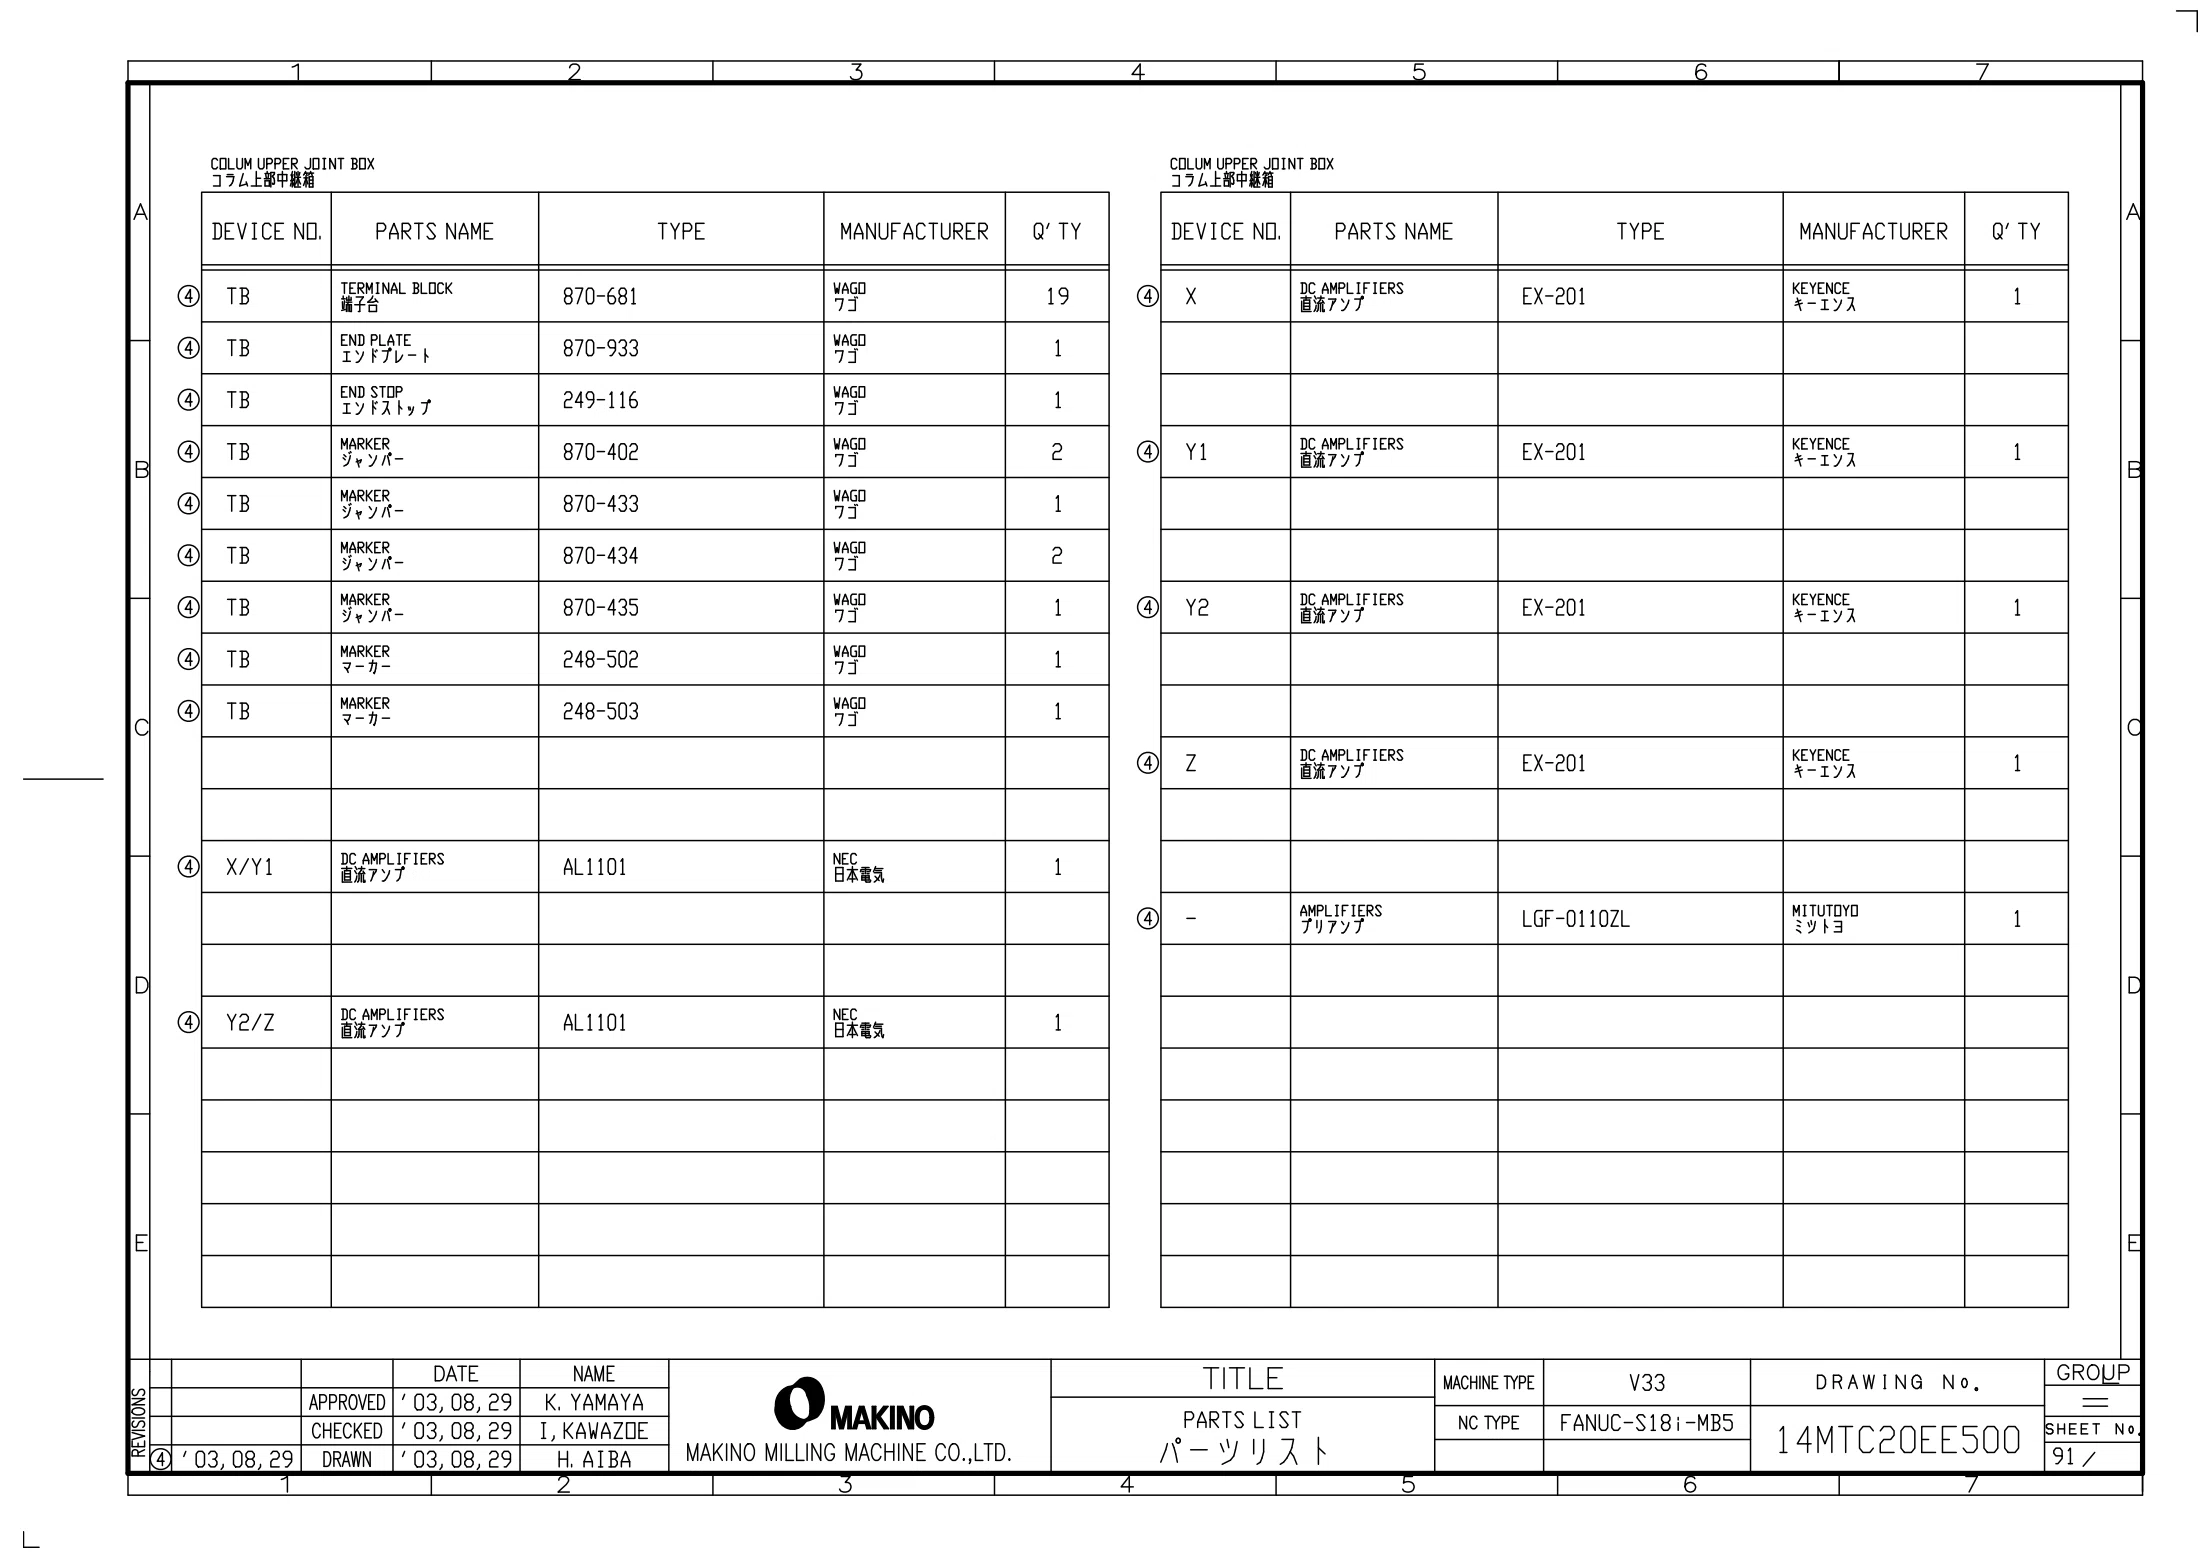 1 2 3 4 5 6 7
COLUM UPPER JOINT BOX
コラム上部中継箱
DEVICE NO. PARTS NAME TYPE MANUFACTURER Q'TY
④ TB TERMINAL BLOCK 870-681 WAGO 19
端子台 ワゴ
④ TB END PLATE 870-933 WAGO 1
エンドプレート ワゴ
④ TB END STOP 249-116 WAGO 1
エンドストップ ワゴ
④ TB MARKER 870-402 WAGO 2
ジャンパー ワゴ
④ TB MARKER 870-433 WAGO 1
ジャンパー ワゴ
④ TB MARKER 870-434 WAGO 2
ジャンパー ワゴ
④ TB MARKER 870-435 WAGO 1
ジャンパー ワゴ
④ TB MARKER 248-502 WAGO 1
マーカー ワゴ
④ TB MARKER 248-503 WAGO 1
マーカー ワゴ
④ X/Y1 DC AMPLIFIERS AL1101 NEC 1
直流アンプ 日本電気
④ Y2/Z DC AMPLIFIERS AL1101 NEC 1
直流アンプ 日本電気
COLUM UPPER JOINT BOX
コラム上部中継箱
DEVICE NO. PARTS NAME TYPE MANUFACTURER Q'TY
④ X DC AMPLIFIERS EX-201 KEYENCE 1
直流アンプ キーエンス
④ Y1 DC AMPLIFIERS EX-201 KEYENCE 1
直流アンプ キーエンス
④ Y2 DC AMPLIFIERS EX-201 KEYENCE 1
直流アンプ キーエンス
④ Z DC AMPLIFIERS EX-201 KEYENCE 1
直流アンプ キーエンス
④ - AMPLIFIERS LGF-0110ZL MITUTOYO 1
プリアンプ ミツトヨ
A A
B B
C C
D D
E E
REVISIONS
④ '03,08,29
DATE NAME
APPROVED '03,08,29 K. YAMAYA
CHECKED '03,08,29 I, KAWAZOE
DRAWN '03,08,29 H. AIBA
MAKINO
MAKINO MILLING MACHINE CO.,LTD.
TITLE
PARTS LIST
パーツリスト
MACHINE TYPE V33
NC TYPE FANUC-S18i-MB5
DRAWING No.
14MTC20EE500
GROUP
=
SHEET No.
91/
1 2 3 4 5 6 7